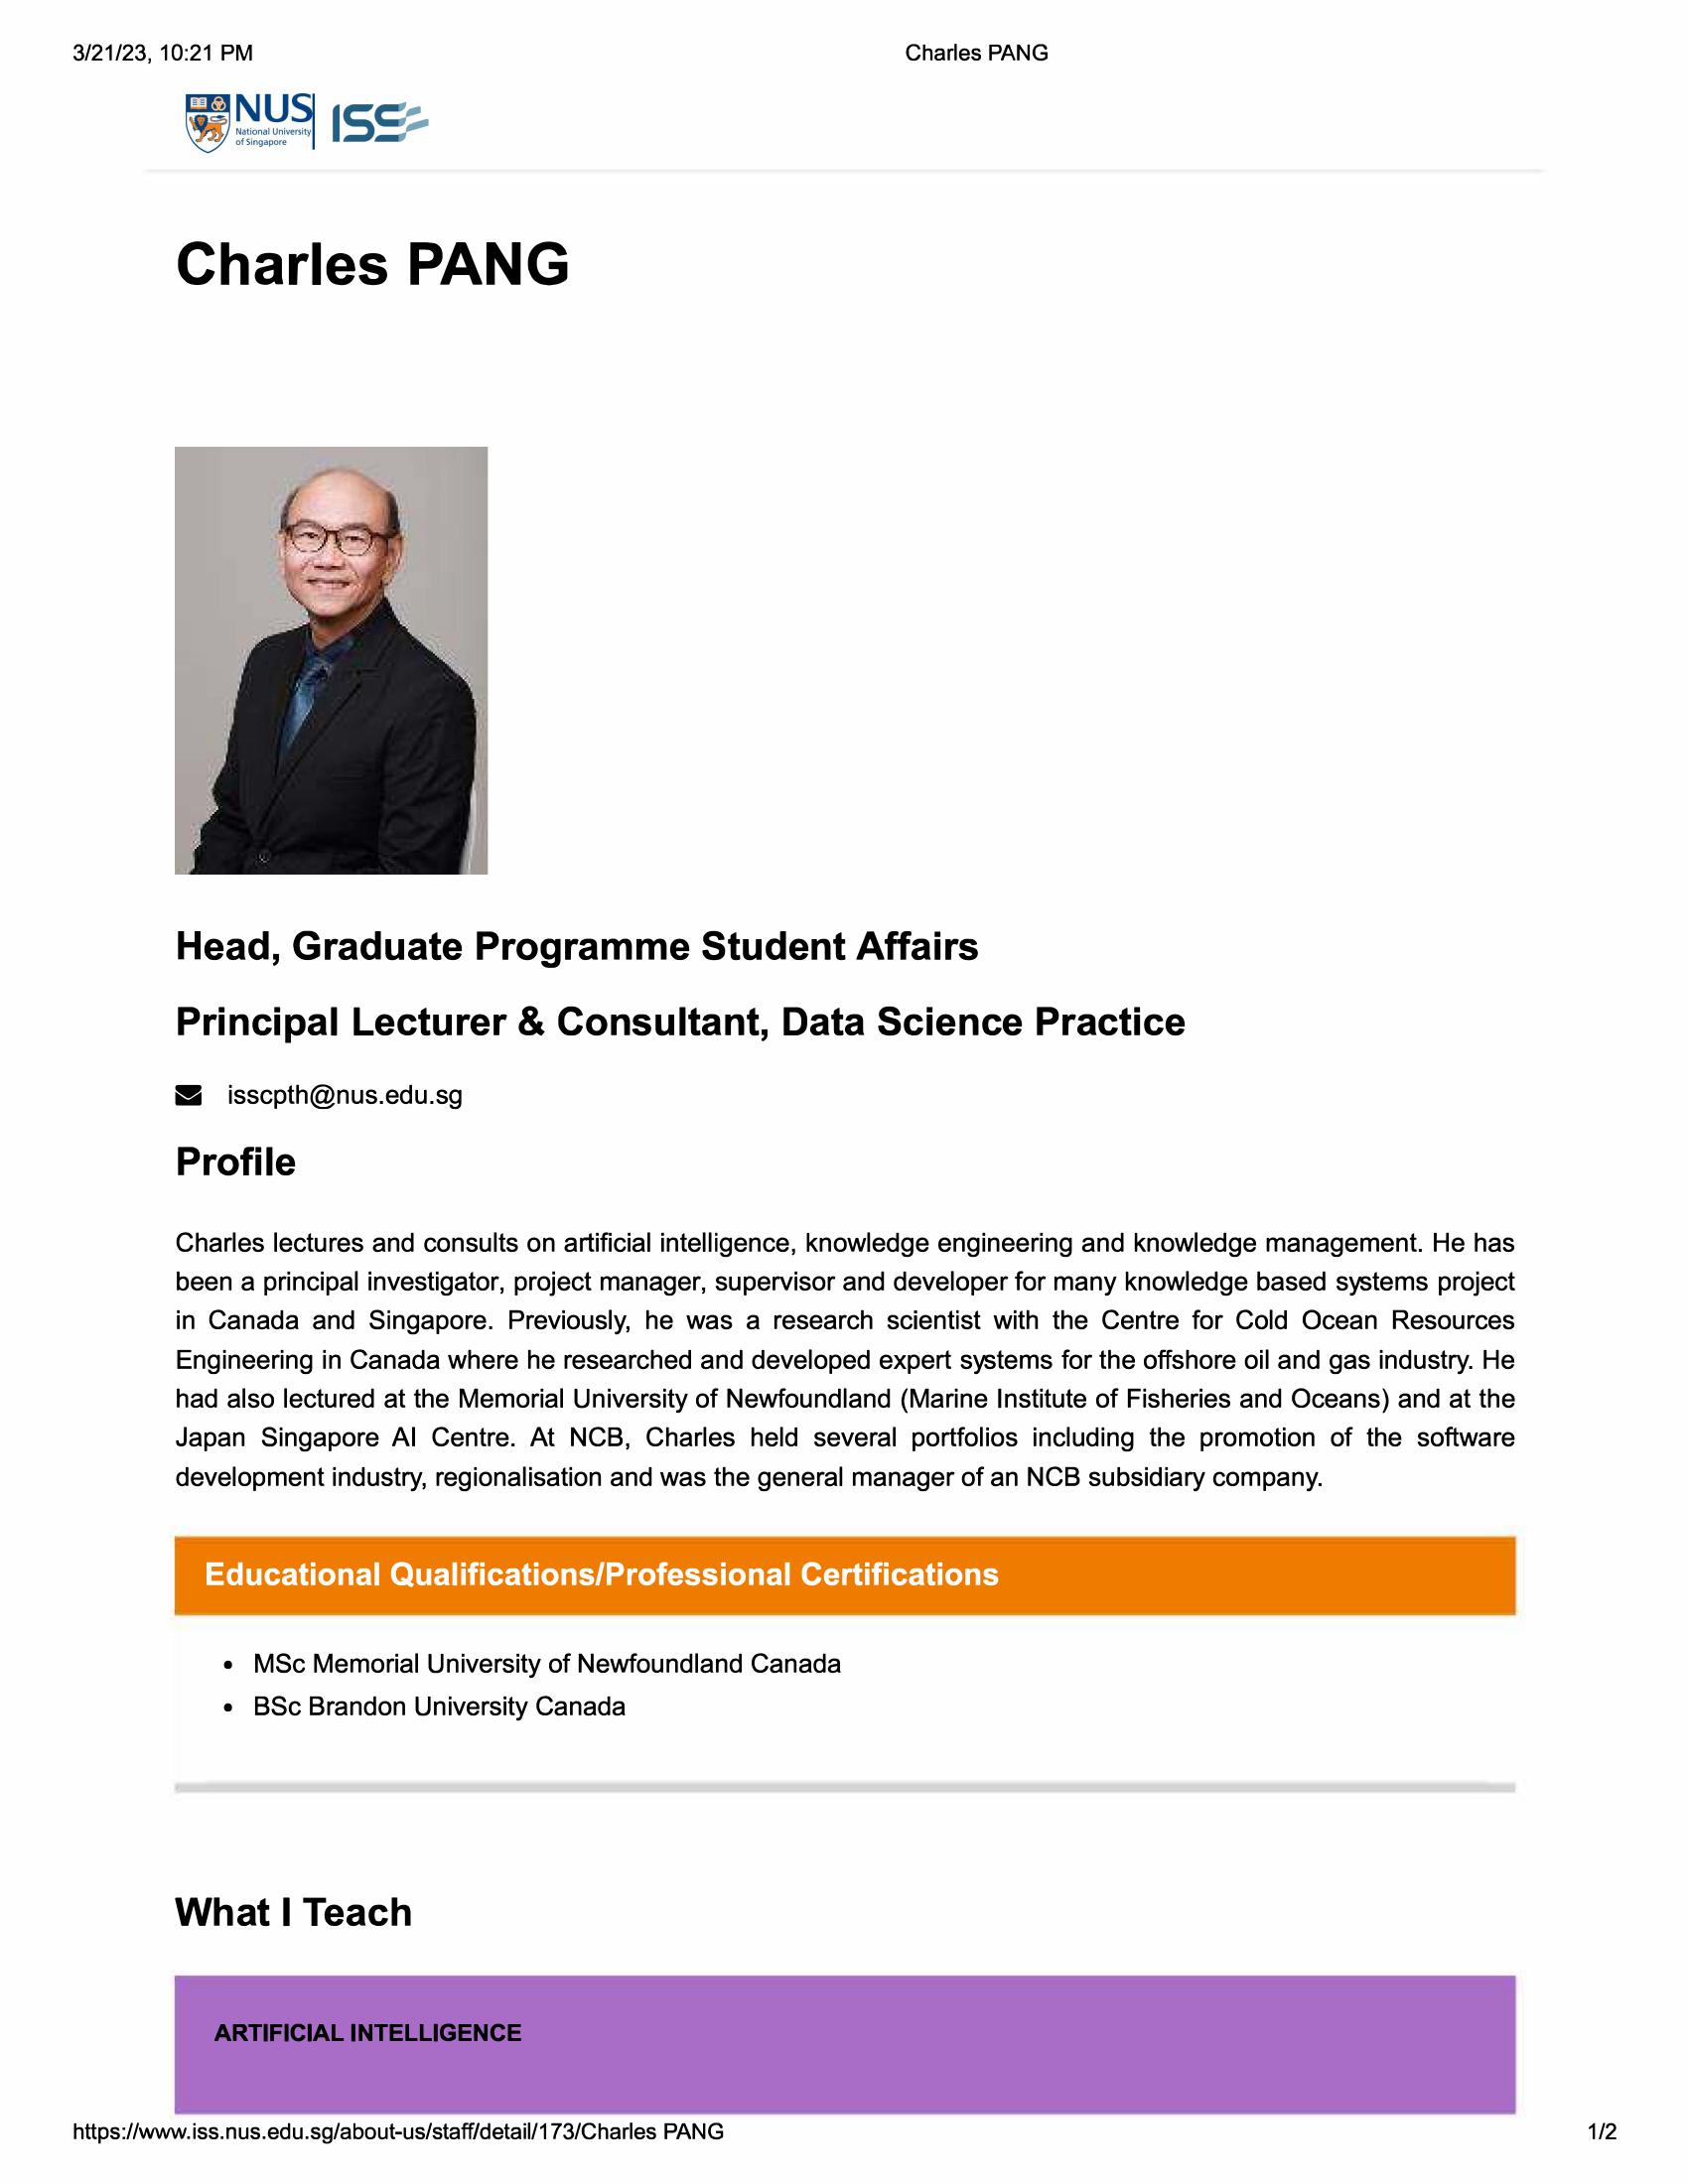 3/21/23, 10:21 PM
Charles PANG
NUS
National University
of Singapore
ISS
Charles PANG
Head, Graduate Programme Student Affairs
Principal Lecturer & Consultant, Data Science Practice
isscpth@nus.edu.sg
Profile
Charles lectures and consults on artificial intelligence, knowledge engineering and knowledge management. He has
been a principal investigator, project manager, supervisor and developer for many knowledge based systems project
in Canada and Singapore. Previously, he was a research scientist with the Centre for Cold Ocean Resources
Engineering in Canada where he researched and developed expert systems for the offshore oil and gas industry. He
had also lectured at the Memorial University of Newfoundland (Marine Institute of Fisheries and Oceans) and at the
Japan Singapore AI Centre. At NCB, Charles held several portfolios including the promotion of the software
development industry, regionalisation and was the general manager of an NCB subsidiary company.
Educational Qualifications/Professional Certifications
• MSc Memorial University of Newfoundland Canada
• BSc Brandon University Canada
What I Teach
ARTIFICIAL INTELLIGENCE
https://www.iss.nus.edu.sg/about-us/staff/detail/173/Charles PANG
1/2